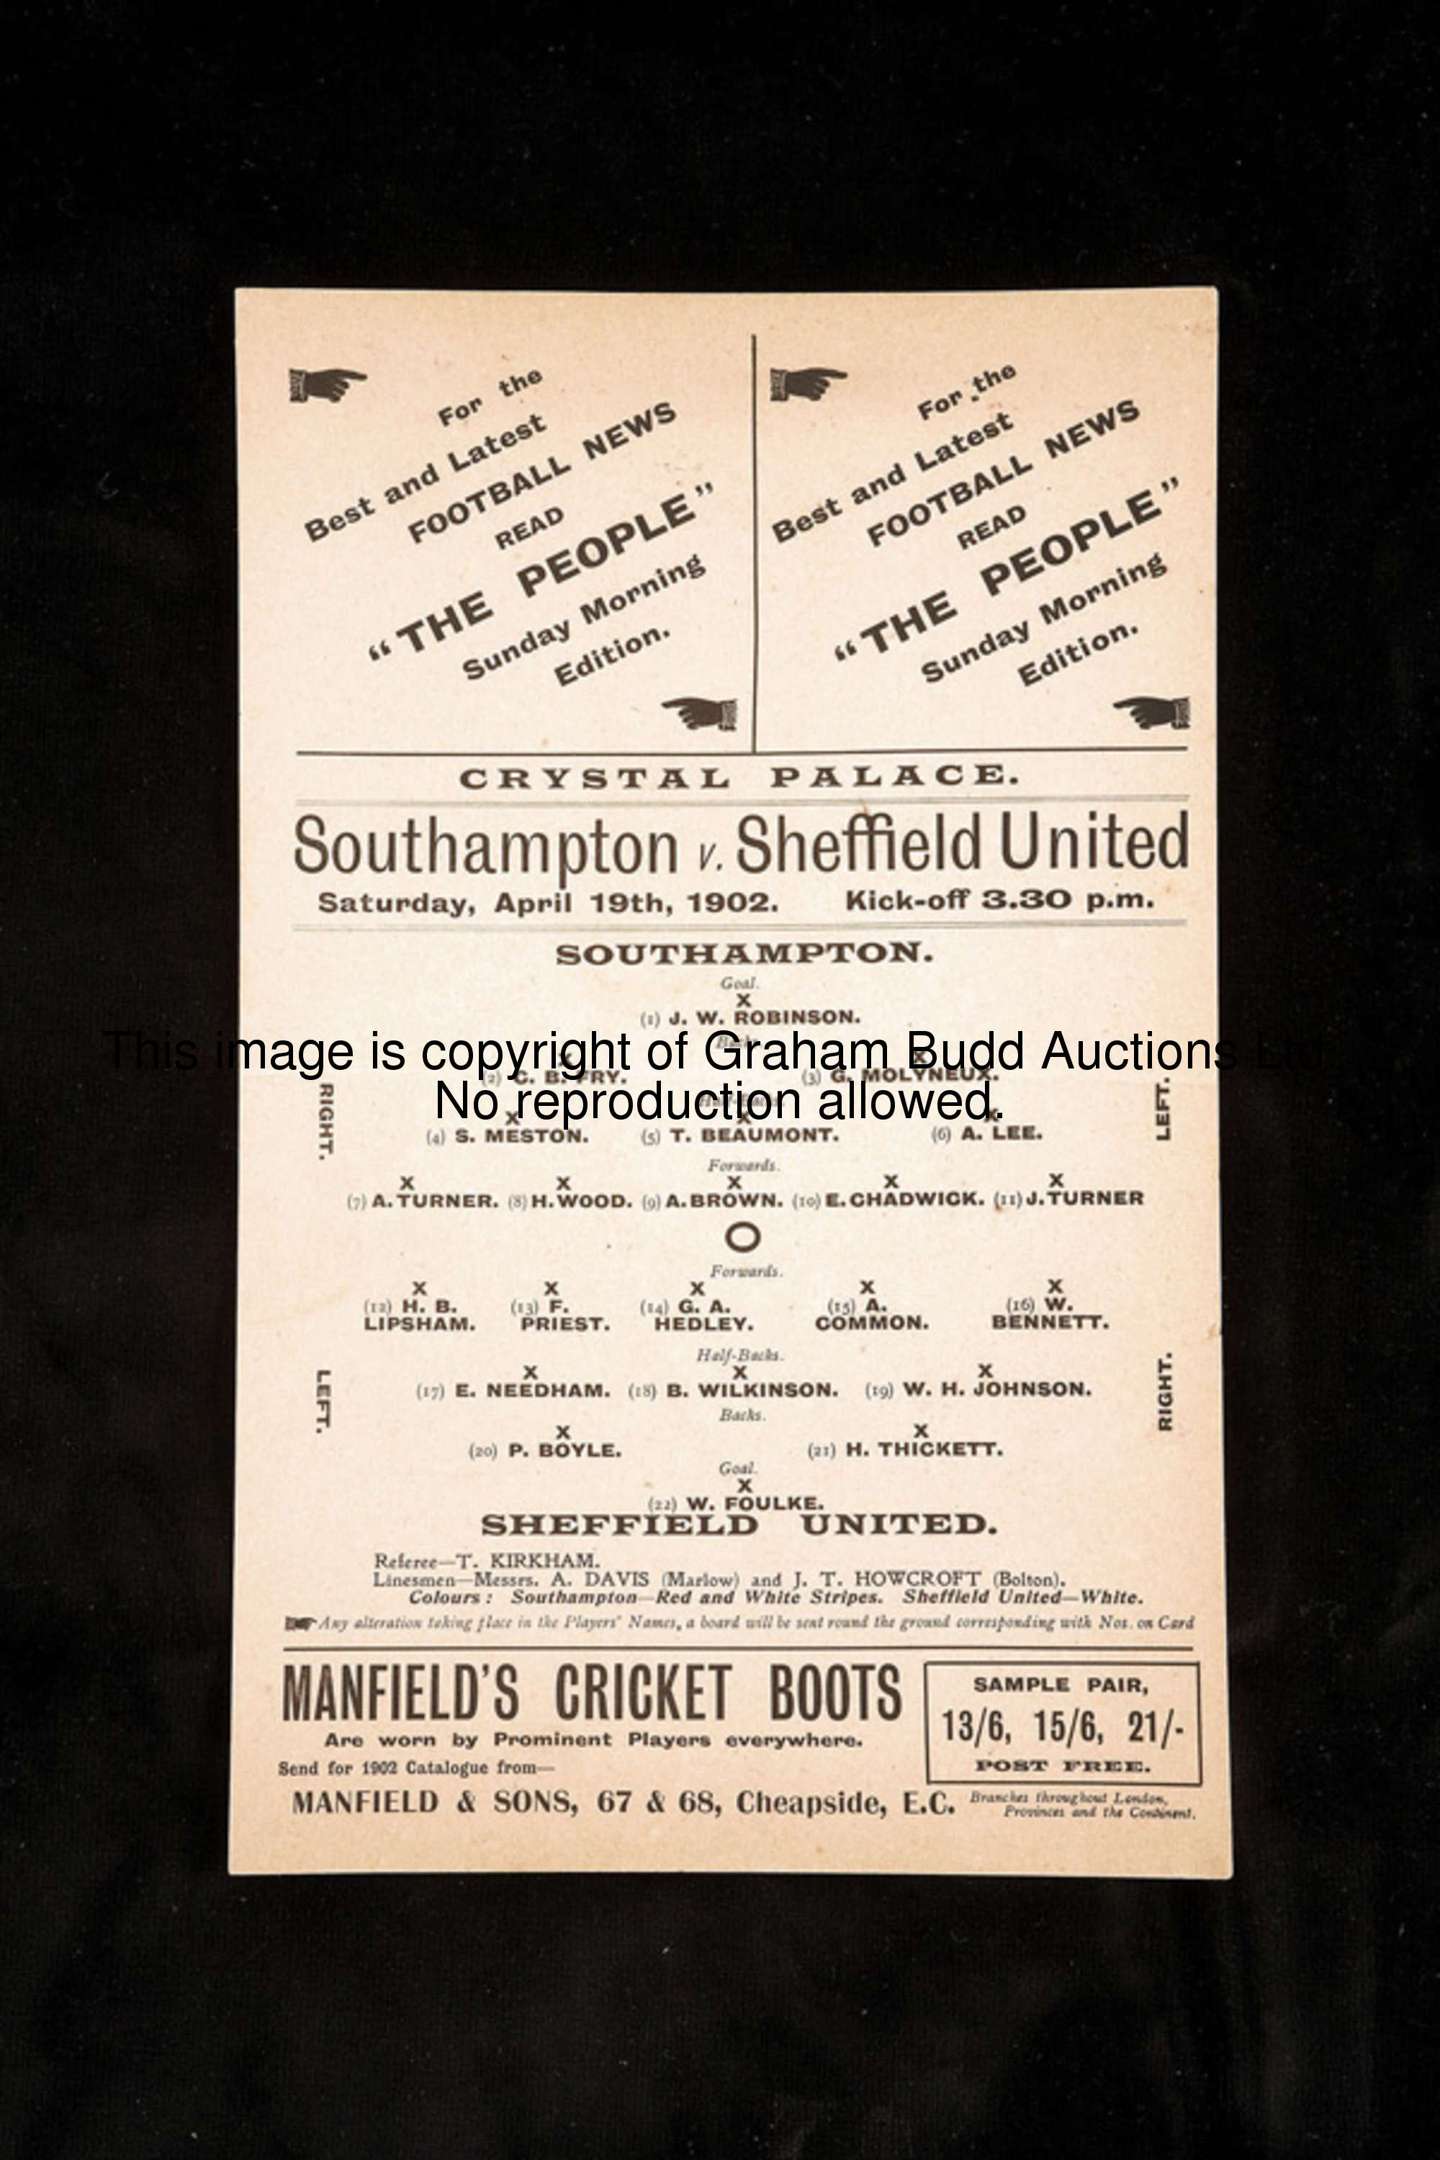 For the
Best and Latest
FOOTBALL NEWS
READ
"THE PEOPLE"
Sunday Morning
Edition.
For the
Best and Latest
FOOTBALL NEWS
READ
"THE PEOPLE"
Sunday Morning
Edition.
CRYSTAL PALACE.
Southampton v. Sheffield United
Saturday, April 19th, 1902. Kick-off 3.30 p.m.
SOUTHAMPTON.
Goal.
X
(1) J. W. ROBINSON.
Backs.
This image is copyright of Graham Budd Auctions
X X
(2) C. B. FRY. (3) G. MOLYNEUX.
No reproduction allowed.
Half-Backs.
RIGHT. LEFT.
X X X
(4) S. MESTON. (5) T. BEAUMONT. (6) A. LEE.
Forwards.
X X X X X
(7) A. TURNER. (8) H. WOOD. (9) A. BROWN. (10) E. CHADWICK. (11) J. TURNER
O
Forwards.
X X X X X
(12) H. B. (13) F. (14) G. A. (15) A. (16) W.
LIPSHAM. PRIEST. HEDLEY. COMMON. BENNETT.
Half-Backs.
X X X
LEFT. RIGHT.
(17) E. NEEDHAM. (18) B. WILKINSON. (19) W. H. JOHNSON.
Backs.
X X
(20) P. BOYLE. (21) H. THICKETT.
Goal.
X
(22) W. FOULKE.
SHEFFIELD UNITED.
Referee—T. KIRKHAM.
Linesmen—Messrs. A. DAVIS (Marlow) and J. T. HOWCROFT (Bolton).
Colours: Southampton—Red and White Stripes. Sheffield United—White.
Any alteration taking place in the Players' Names, a board will be sent round the ground corresponding with Nos. on Card
MANFIELD'S CRICKET BOOTS
Are worn by Prominent Players everywhere.
Send for 1902 Catalogue from—
MANFIELD & SONS, 67 & 68, Cheapside, E.C.
SAMPLE PAIR,
13/6, 15/6, 21/-
POST FREE.
Branches throughout London,
Provinces and the Continent.